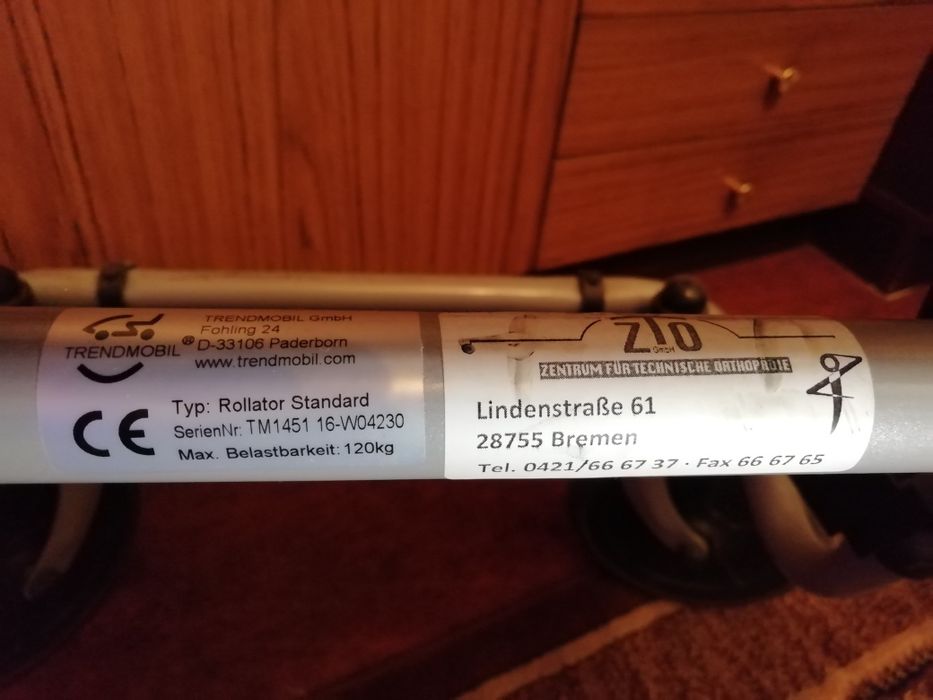 TRENDMOBIL GmbH
Fohling 24
D-33106 Paderborn
www.trendmobil.com
TRENDMOBIL®
CE
Typ: Rollator Standard
SerienNr: TM1451 16-W04230
Max. Belastbarkeit: 120kg
ZTO
GmbH
ZENTRUM FÜR TECHNISCHE ORTHOPÄDIE
Lindenstraße 61
28755 Bremen
Tel. 0421/66 67 37 · Fax 66 67 65